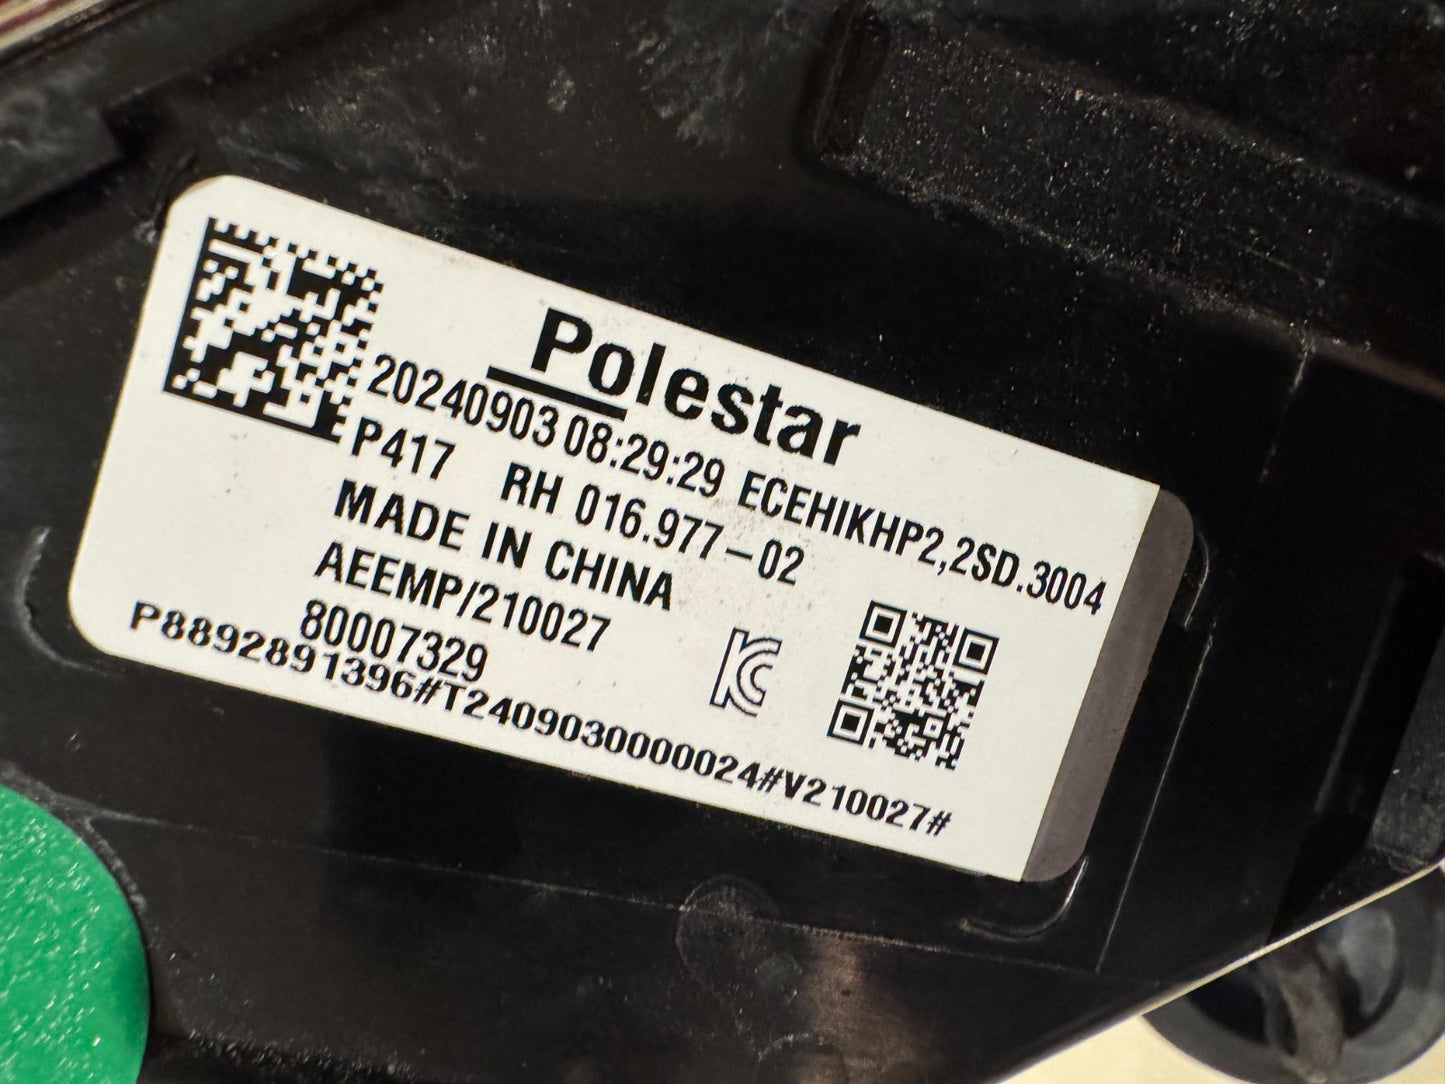 Polestar
20240903 08:29:29 ECEHIKHP2,2SD.3004
P417 RH 016.977-02
MADE IN CHINA
AEEMP/210027
80007329
P8892891396#T240903000024#V210027#